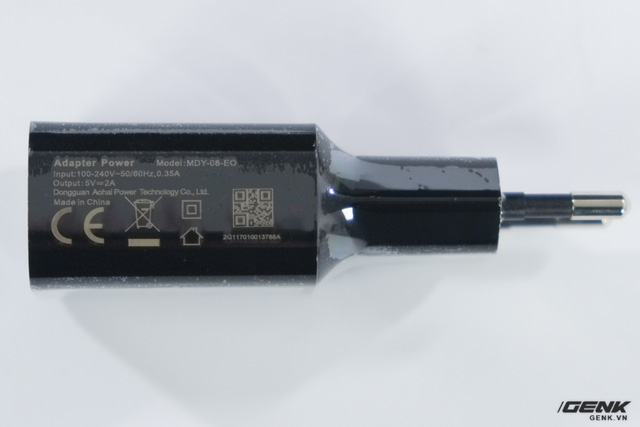 Adapter Power Model:MDY-08-EO
Input:100-240V~50/60Hz,0.35A
Output:5V⎓2A
Dongguan Aohai Power Technology Co., Ltd.
Made in China
CE
2G117010013788A
/GENK
GENK.VN